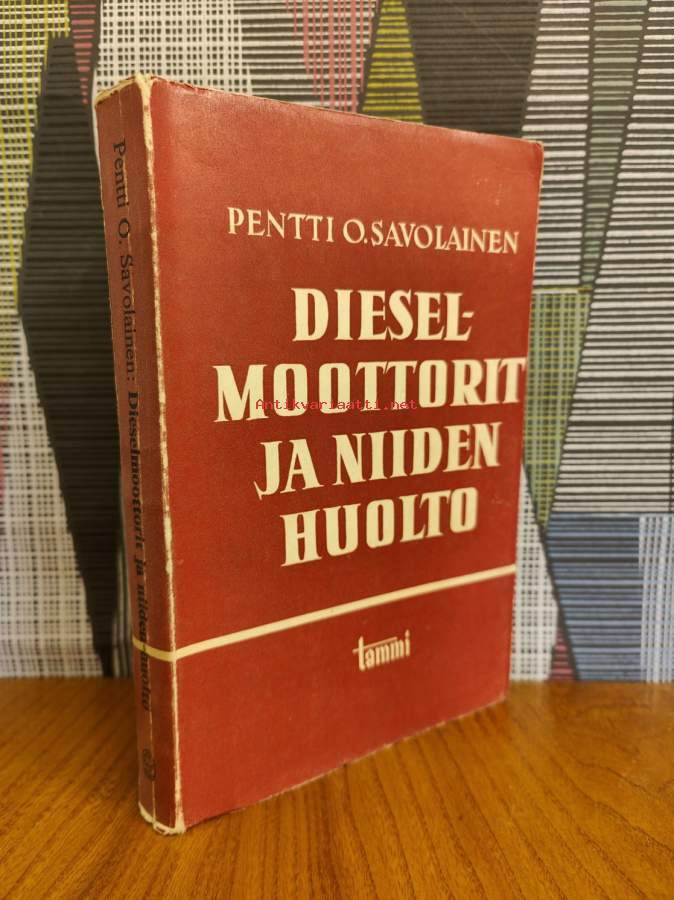 PENTTI O. SAVOLAINEN
DIESEL-
MOOTTORIT
JA NIIDEN
HUOLTO
tammi
Pentti O. Savolainen: Dieselmoottorit ja niiden huolto
Antikvariaatti.net